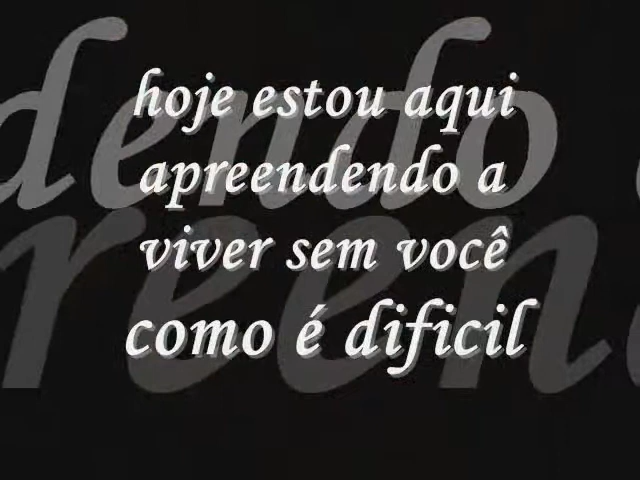 hoje estou aqui
apreendendo a
viver sem você
como é dificil